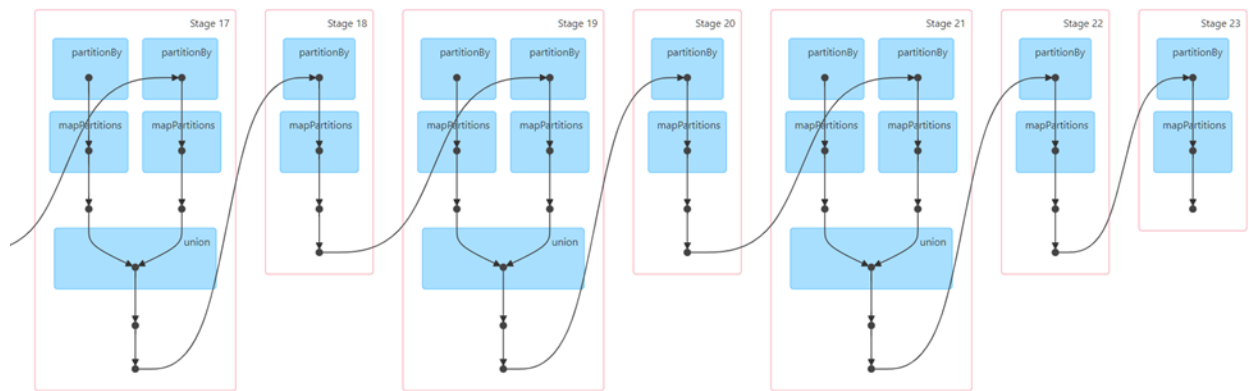 Stage 17
partitionBy
partitionBy
mapPartitions
mapPartitions
union
Stage 18
partitionBy
mapPartitions
Stage 19
partitionBy
partitionBy
mapPartitions
mapPartitions
union
Stage 20
partitionBy
mapPartitions
Stage 21
partitionBy
partitionBy
mapPartitions
mapPartitions
union
Stage 22
partitionBy
mapPartitions
Stage 23
partitionBy
mapPartitions